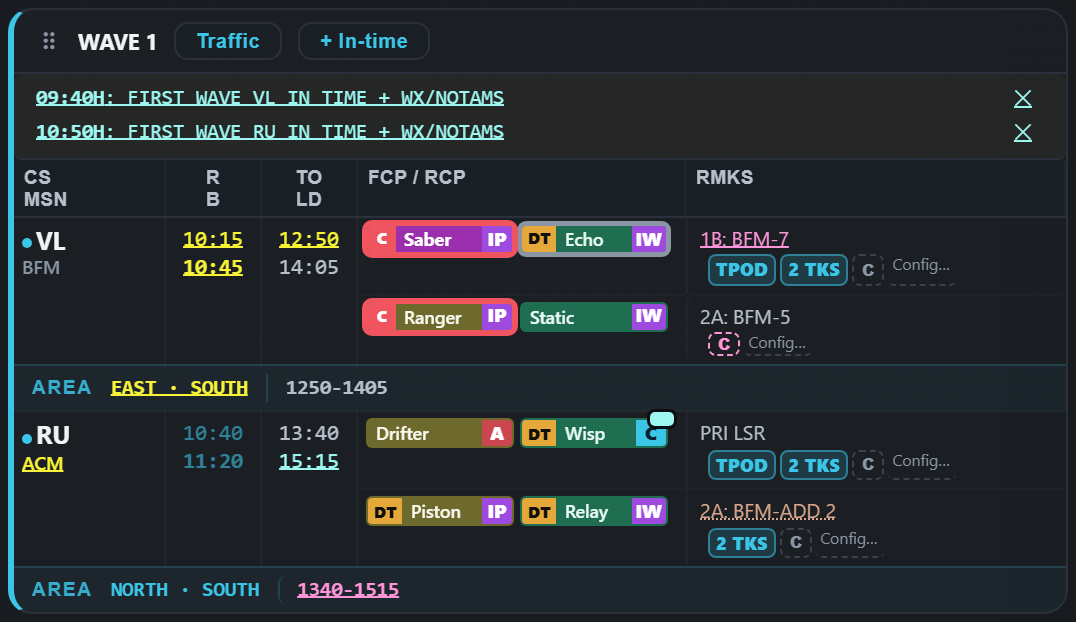 WAVE 1 Traffic + In-time
09:40H: FIRST WAVE VL IN TIME + WX/NOTAMS
10:50H: FIRST WAVE RU IN TIME + WX/NOTAMS
CS R TO FCP / RCP RMKS
MSN B LD
VL 10:15 12:50 C Saber IP DT Echo IW 1B: BFM-7
BFM 10:45 14:05 TPOD 2 TKS C Config...
C Ranger IP Static IW 2A: BFM-5
C Config...
AREA EAST · SOUTH 1250-1405
RU 10:40 13:40 Drifter A DT Wisp C PRI LSR
ACM 11:20 15:15 TPOD 2 TKS C Config...
DT Piston IP DT Relay IW 2A: BFM-ADD 2
2 TKS C Config...
AREA NORTH · SOUTH 1340-1515